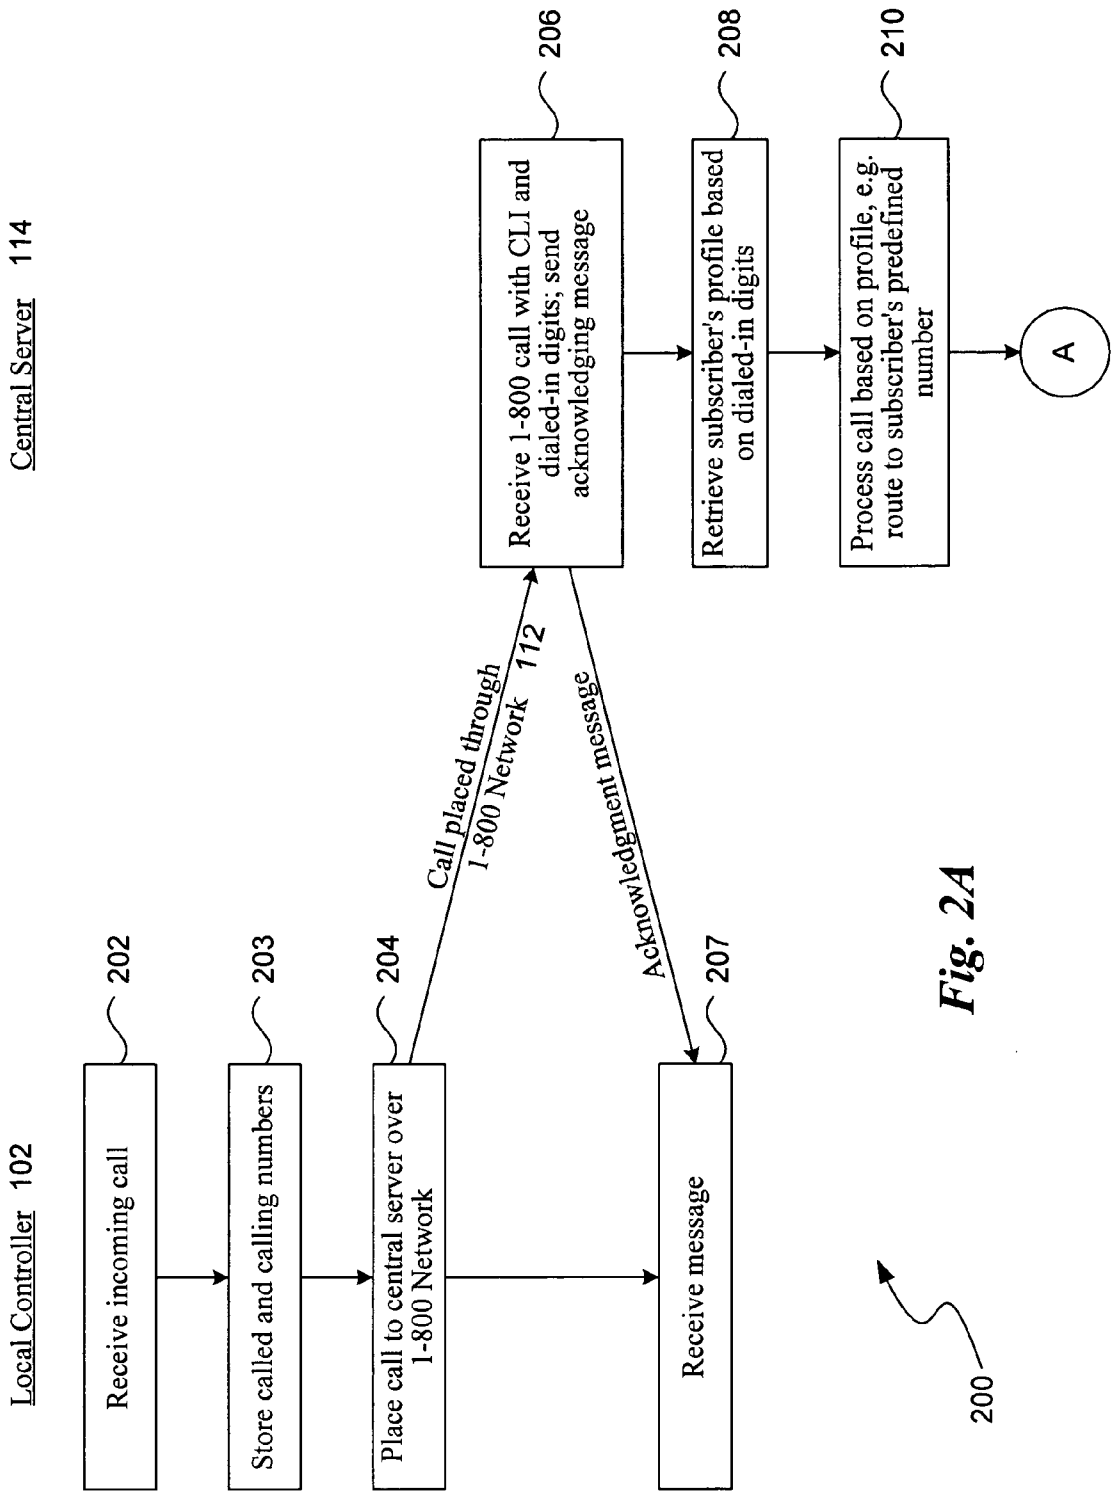 Local Controller 102
Central Server 114
Receive incoming call
202
Store called and calling numbers
203
Place call to central server over
1-800 Network
204
Call placed through
1-800 Network 112
Receive 1-800 call with CLI and
dialed-in digits; send
acknowledging message
206
Acknowledgment message
Receive message
207
Retrieve subscriber's profile based
on dialed-in digits
208
Process call based on profile, e.g.
route to subscriber's predefined
number
210
A
200
Fig. 2A